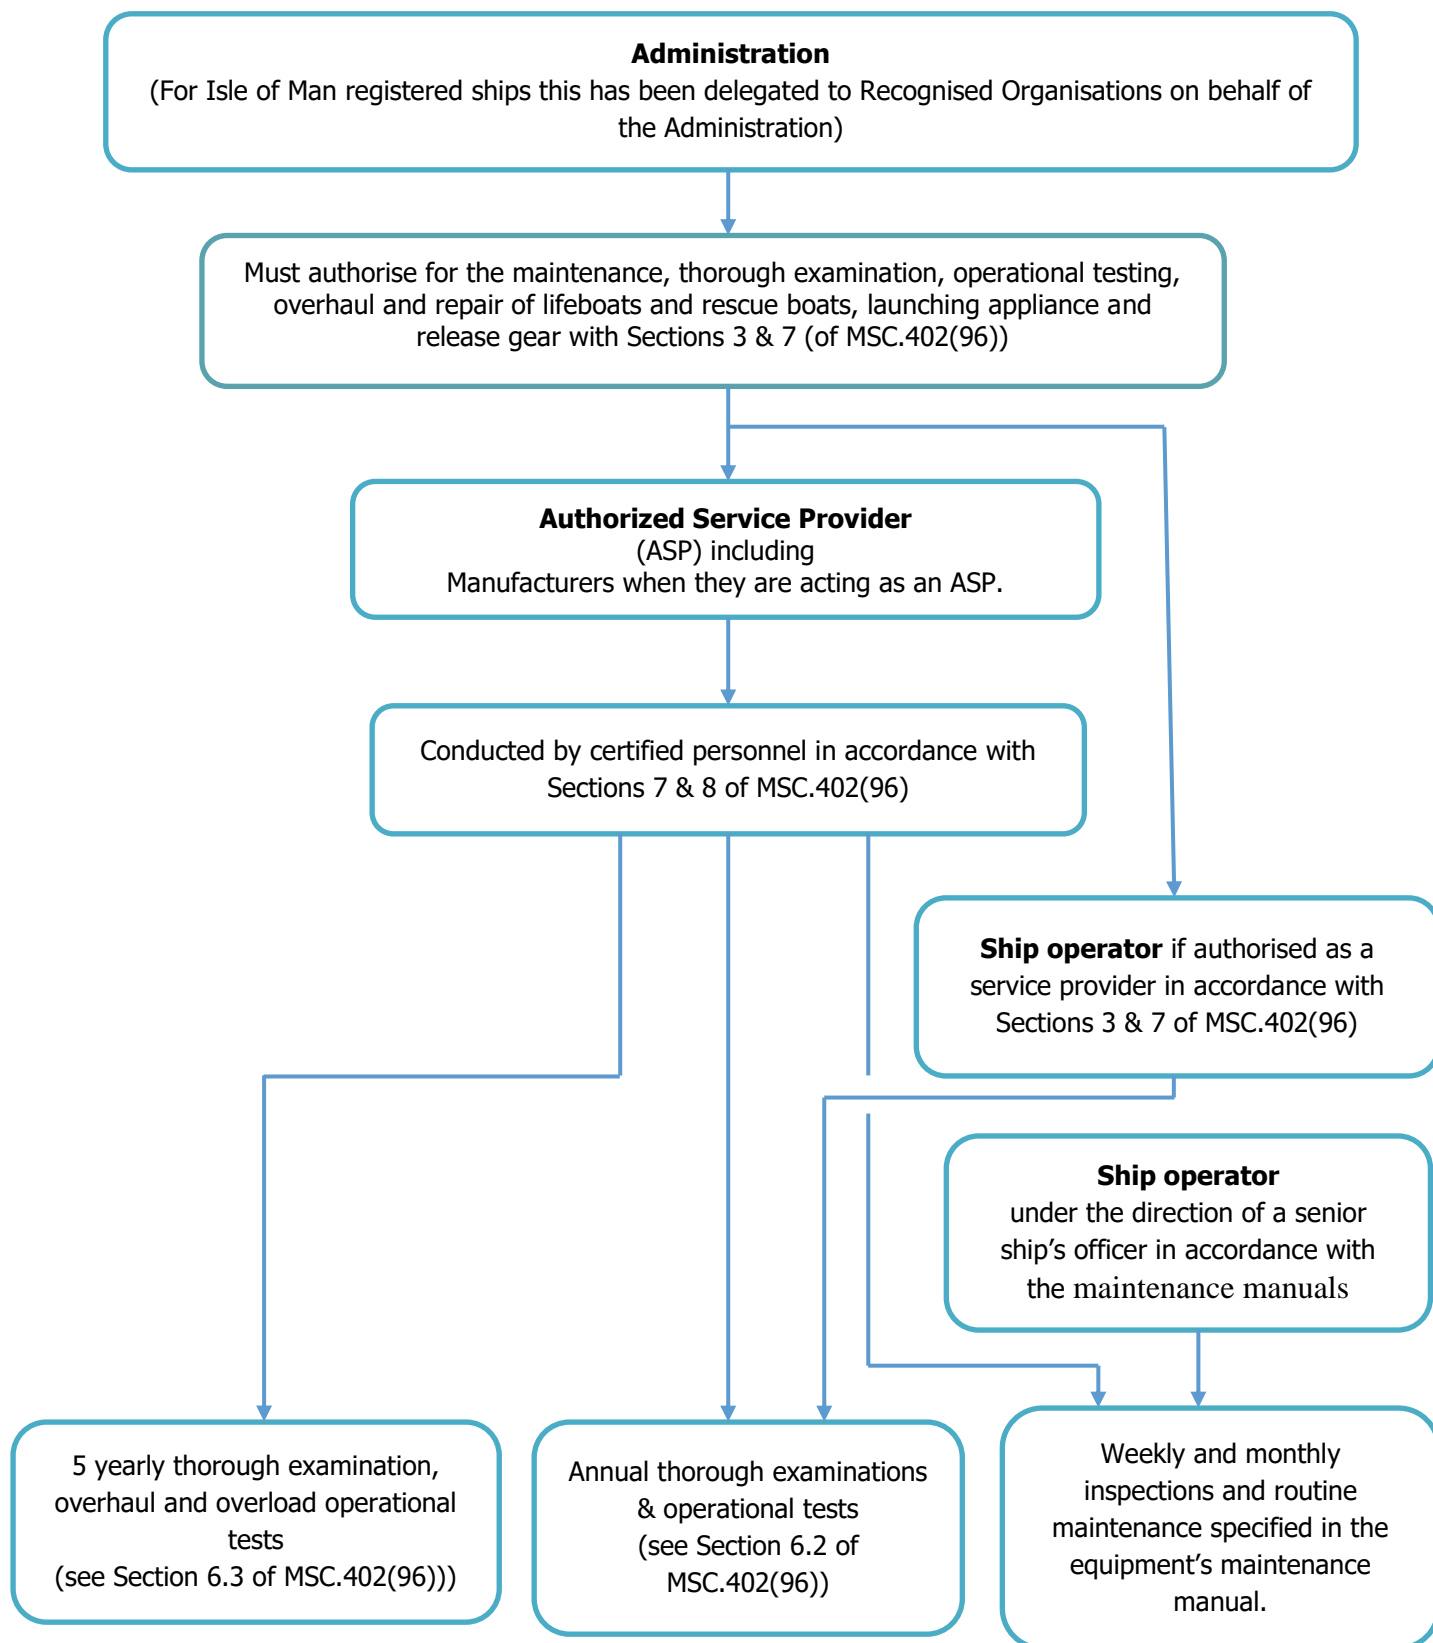 Administration
(For Isle of Man registered ships this has been delegated to Recognised Organisations on behalf of
the Administration)
Must authorise for the maintenance, thorough examination, operational testing,
overhaul and repair of lifeboats and rescue boats, launching appliance and
release gear with Sections 3 & 7 (of MSC.402(96))
Authorized Service Provider
(ASP) including
Manufacturers when they are acting as an ASP.
Conducted by certified personnel in accordance with
Sections 7 & 8 of MSC.402(96)
Ship operator if authorised as a
service provider in accordance with
Sections 3 & 7 of MSC.402(96)
Ship operator
under the direction of a senior
ship’s officer in accordance with
the maintenance manuals
5 yearly thorough examination,
overhaul and overload operational
tests
(see Section 6.3 of MSC.402(96)))
Annual thorough examinations
& operational tests
(see Section 6.2 of
MSC.402(96))
Weekly and monthly
inspections and routine
maintenance specified in the
equipment’s maintenance
manual.